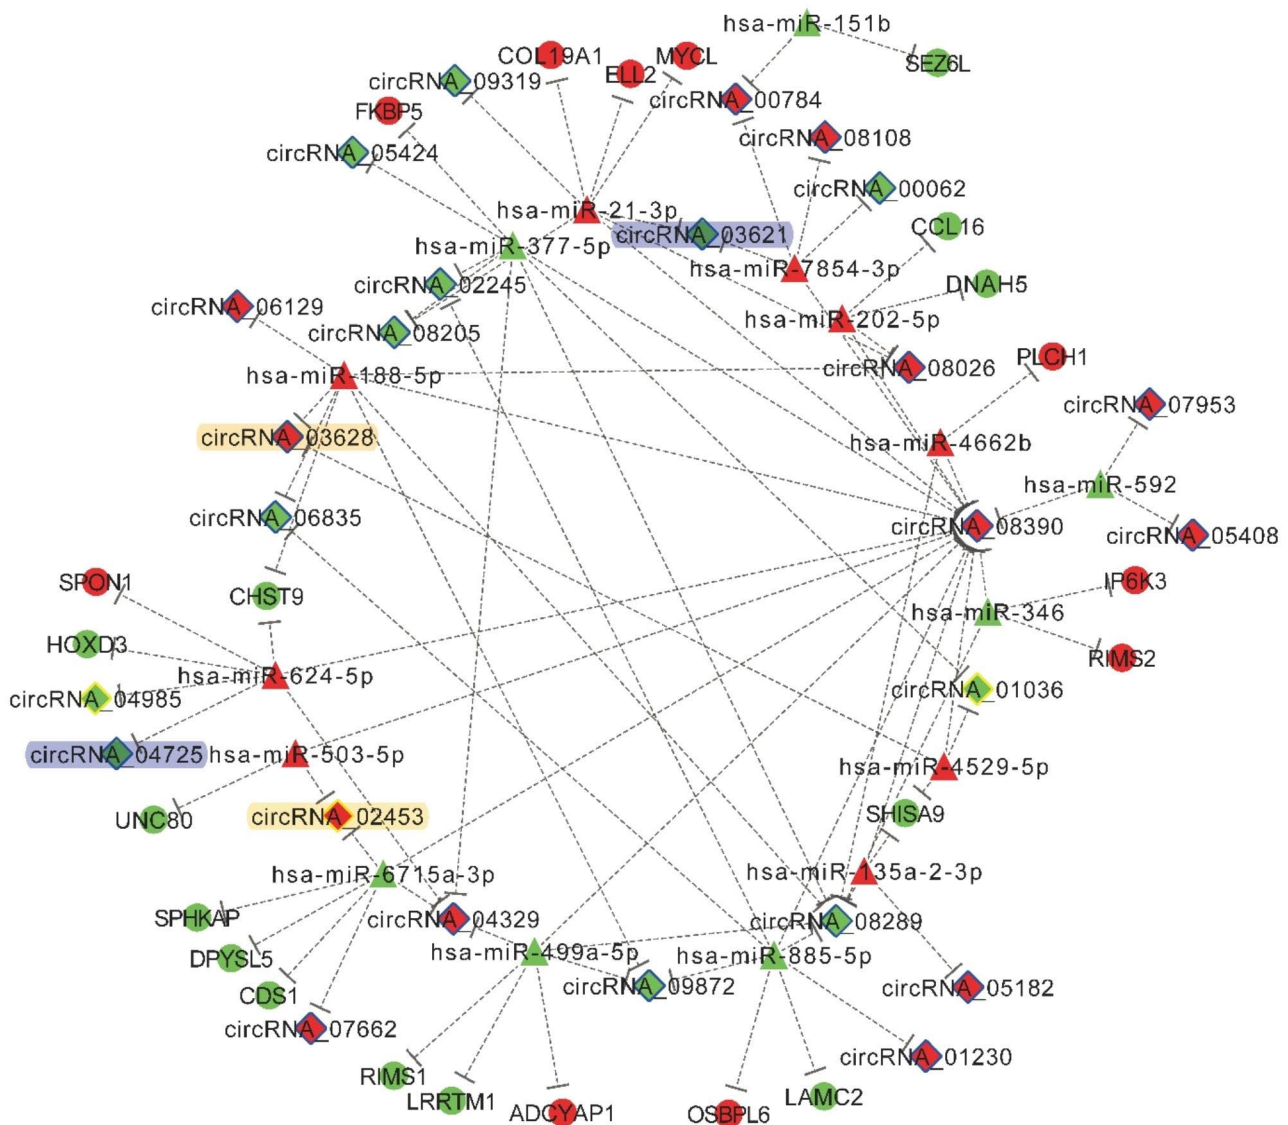 hsa-miR-151b
COL19A1
MYCL
SEZ6L
circRNA_09319
ELL2
circRNA_00784
FKBP5
circRNA_08108
circRNA_05424
circRNA_00062
hsa-miR-21-3p
CCL16
circRNA_03621
hsa-miR-377-5p
hsa-miR-7854-3p
circRNA_02245
DNAH5
circRNA_06129
hsa-miR-202-5p
circRNA_08205
PLCH1
hsa-miR-188-5p
circRNA_08026
circRNA_07953
circRNA_03628
hsa-miR-4662b
hsa-miR-592
circRNA_06835
circRNA_08390
circRNA_05408
SPON1
CHST9
IP6K3
hsa-miR-346
HOXD3
RIMS2
hsa-miR-624-5p
circRNA_04985
circRNA_01036
circRNA_04725
hsa-miR-503-5p
hsa-miR-4529-5p
UNC80
circRNA_02453
SHISA9
hsa-miR-6715a-3p
hsa-miR-135a-2-3p
SPHKAP
circRNA_04329
circRNA_08289
DPYSL5
hsa-miR-499a-5p
hsa-miR-885-5p
CDS1
circRNA_09872
circRNA_05182
circRNA_07662
circRNA_01230
RIMS1
LRRTM1
ADCYAP1
OSBPL6
LAMC2